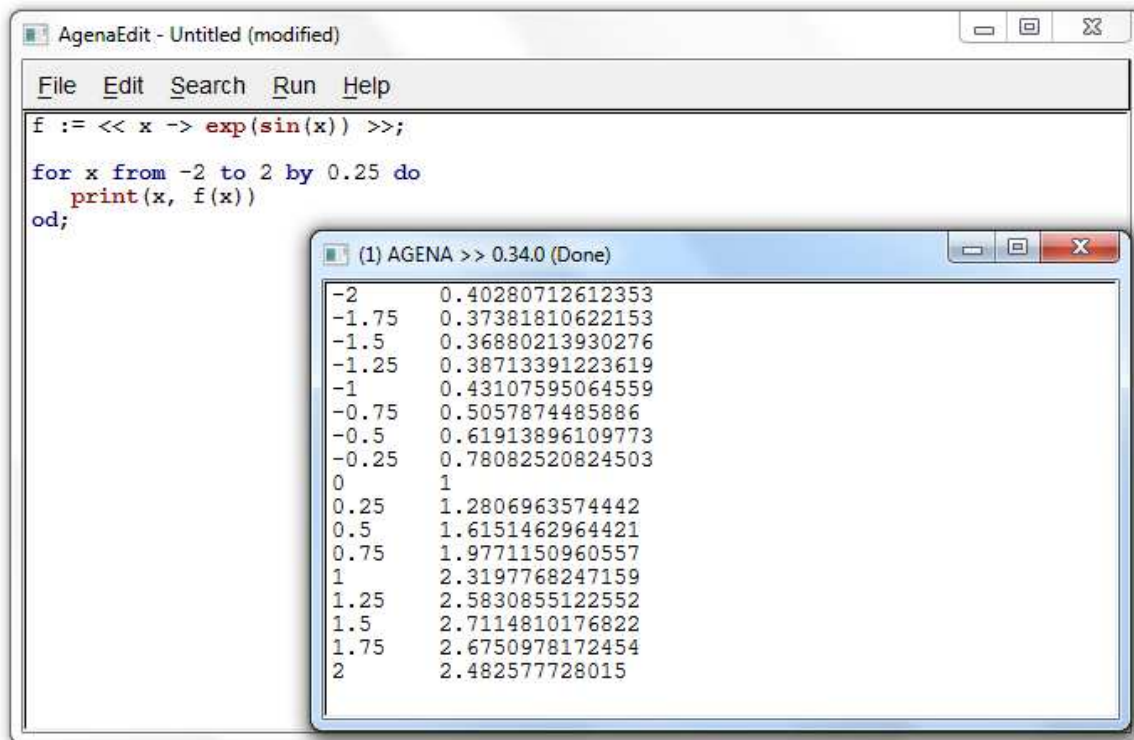 AgenaEdit - Untitled (modified)
File Edit Search Run Help
f := << x -> exp(sin(x)) >>;
for x from -2 to 2 by 0.25 do
print(x, f(x))
od;
(1) AGENA >> 0.34.0 (Done)
-2 0.40280712612353
-1.75 0.37381810622153
-1.5 0.36880213930276
-1.25 0.38713391223619
-1 0.43107595064559
-0.75 0.5057874485886
-0.5 0.61913896109773
-0.25 0.78082520824503
0 1
0.25 1.2806963574442
0.5 1.6151462964421
0.75 1.9771150960557
1 2.3197768247159
1.25 2.5830855122552
1.5 2.7114810176822
1.75 2.6750978172454
2 2.482577728015